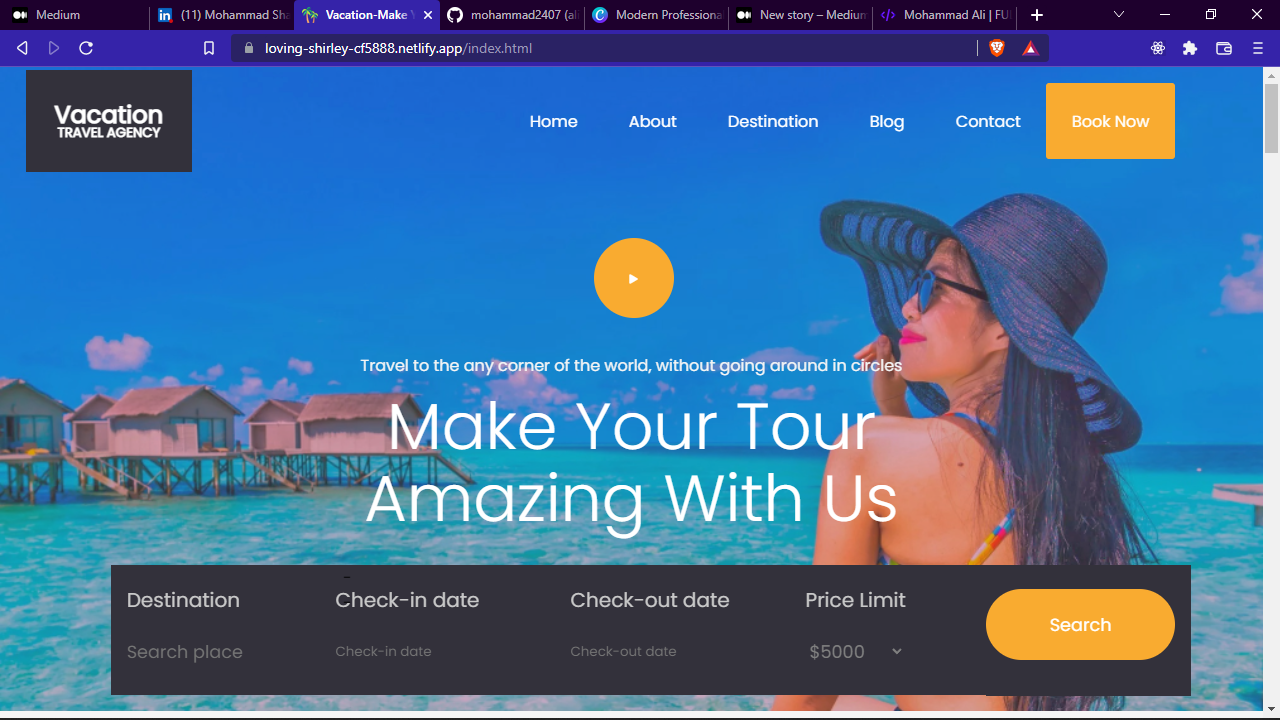 Medium
(11) Mohammad Sha
Vacation-Make Y
mohammad2407 (al
Modern Professiona
New story – Medium
Mohammad Ali | FU
loving-shirley-cf5888.netlify.app/index.html
Vacation
TRAVEL AGENCY
Home About Destination Blog Contact Book Now
Travel to the any corner of the world, without going around in circles
Make Your Tour
Amazing With Us
Destination Check-in date Check-out date Price Limit
Search
Search place Check-in date Check-out date $5000